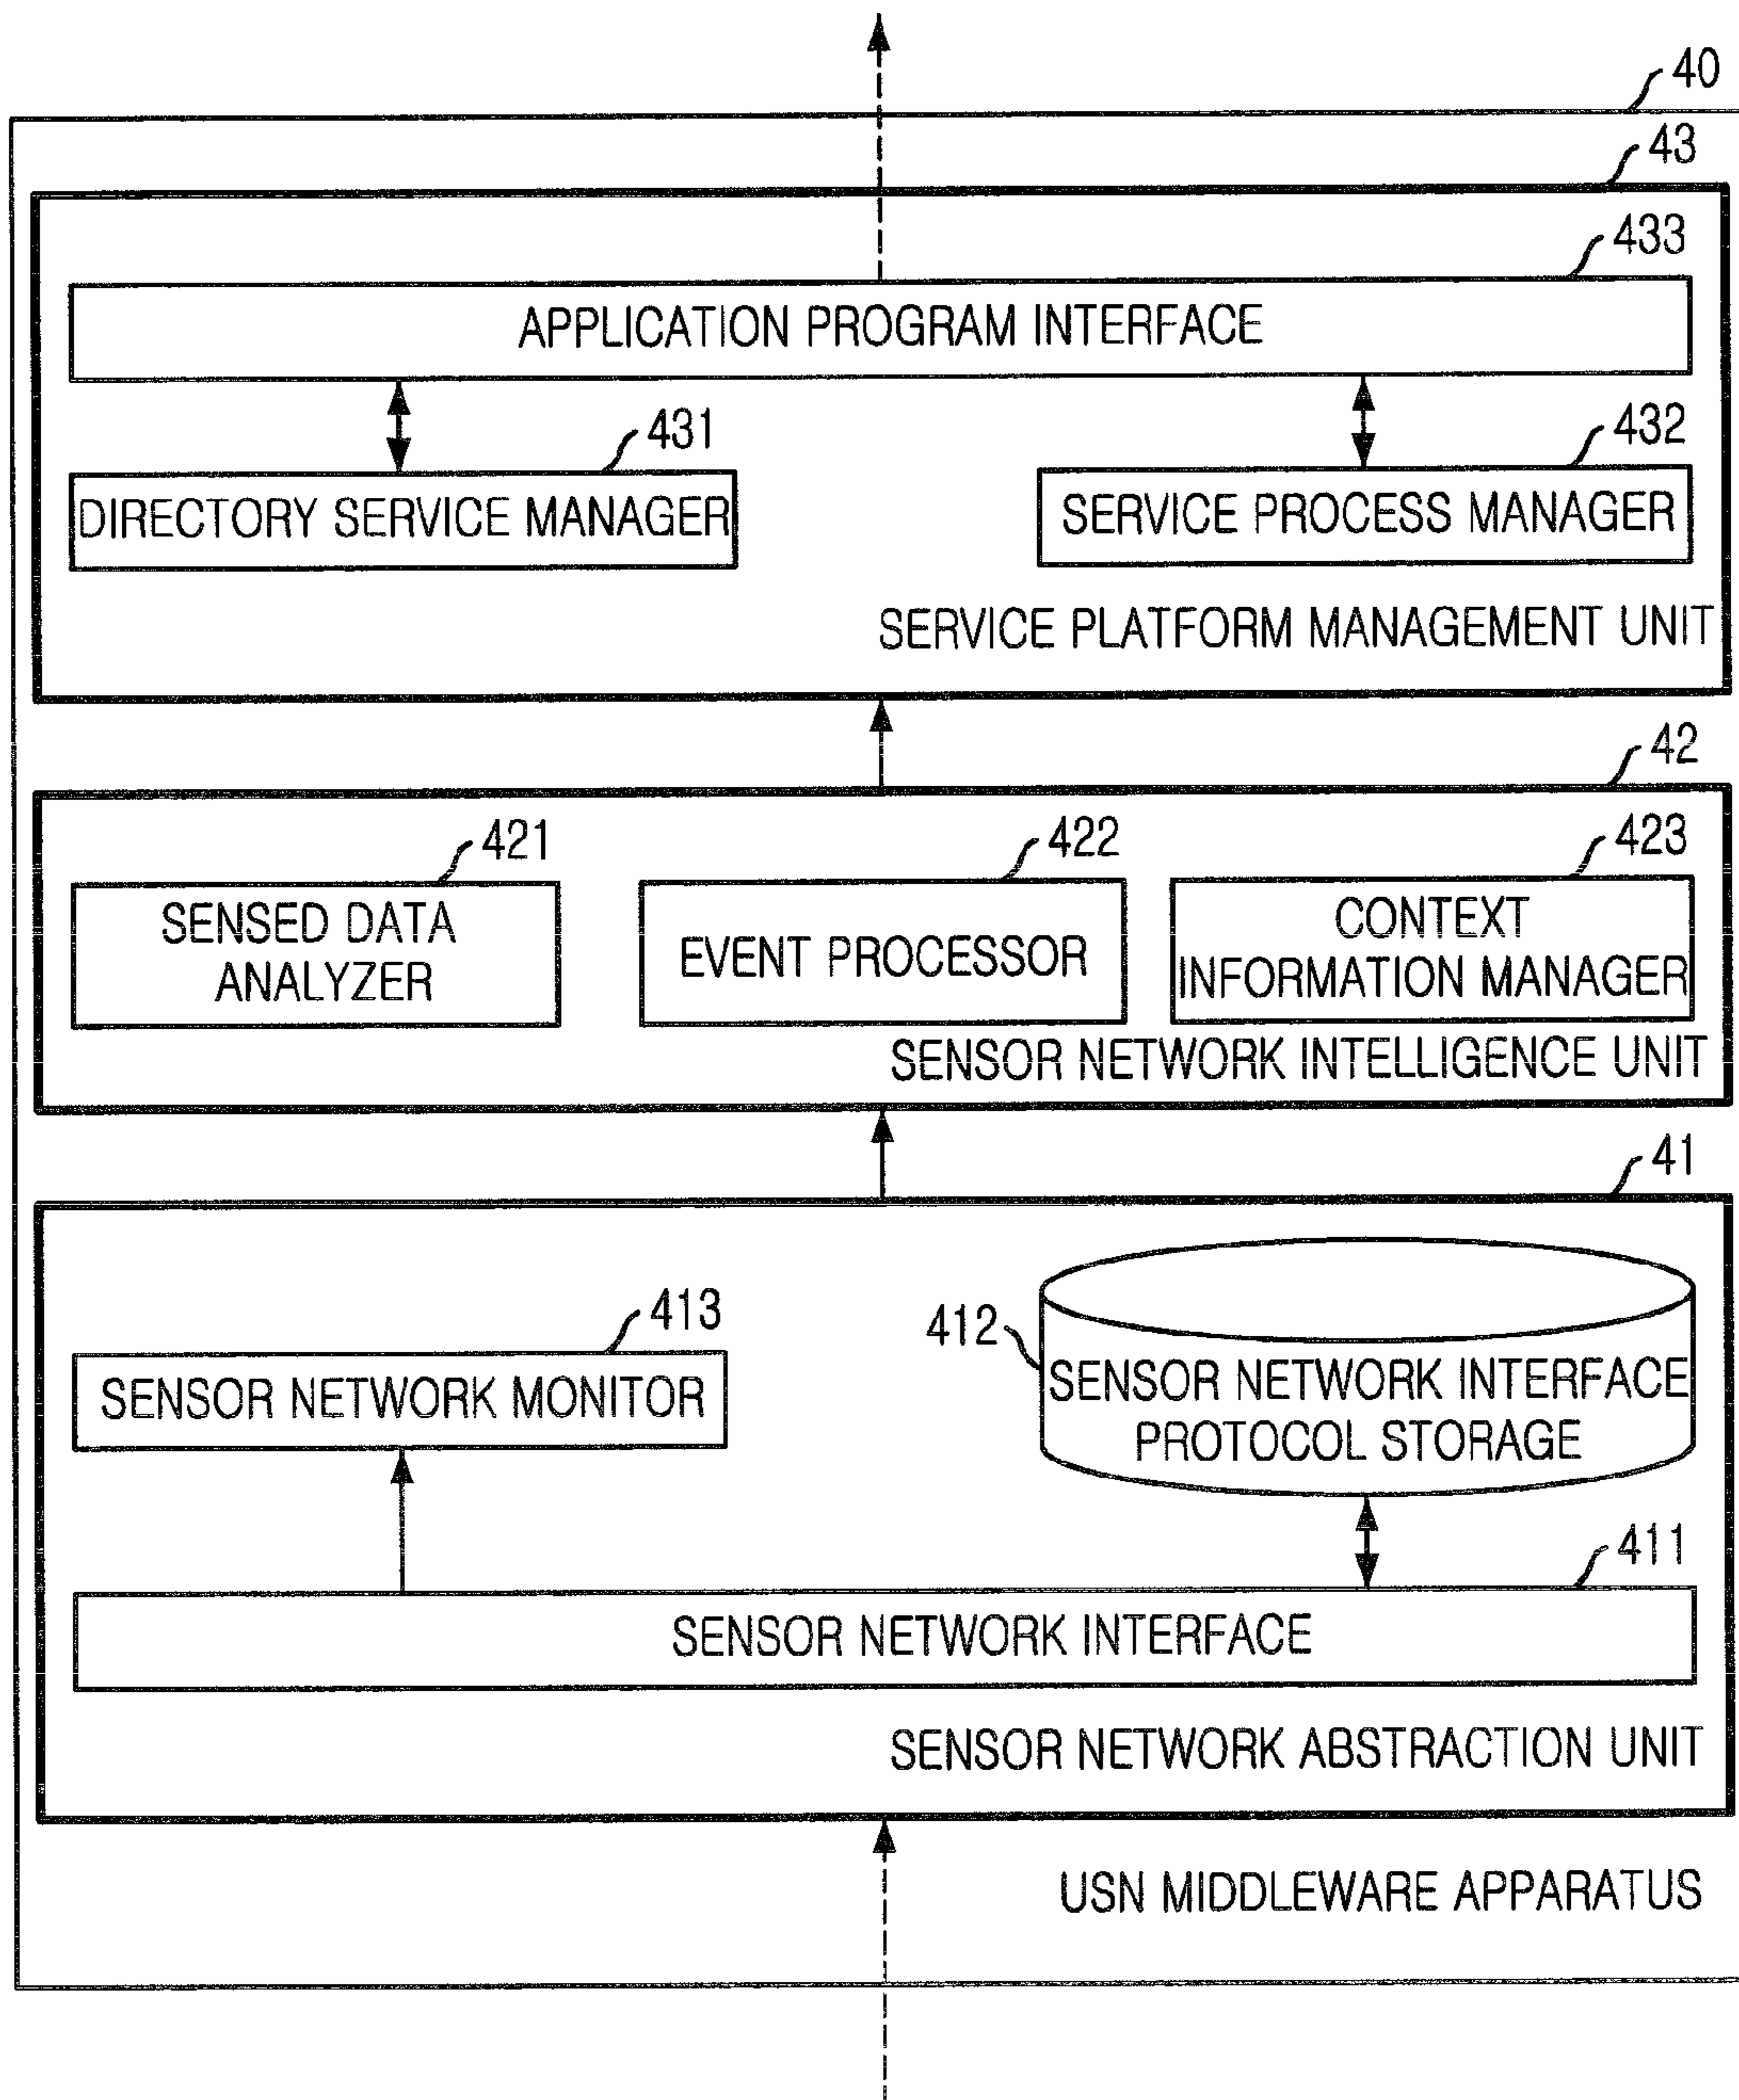 40
43
433
APPLICATION PROGRAM INTERFACE
431
432
DIRECTORY SERVICE MANAGER
SERVICE PROCESS MANAGER
SERVICE PLATFORM MANAGEMENT UNIT
42
421
422
423
SENSED DATA
ANALYZER
EVENT PROCESSOR
CONTEXT
INFORMATION MANAGER
SENSOR NETWORK INTELLIGENCE UNIT
41
413
412
SENSOR NETWORK MONITOR
SENSOR NETWORK INTERFACE
PROTOCOL STORAGE
411
SENSOR NETWORK INTERFACE
SENSOR NETWORK ABSTRACTION UNIT
USN MIDDLEWARE APPARATUS